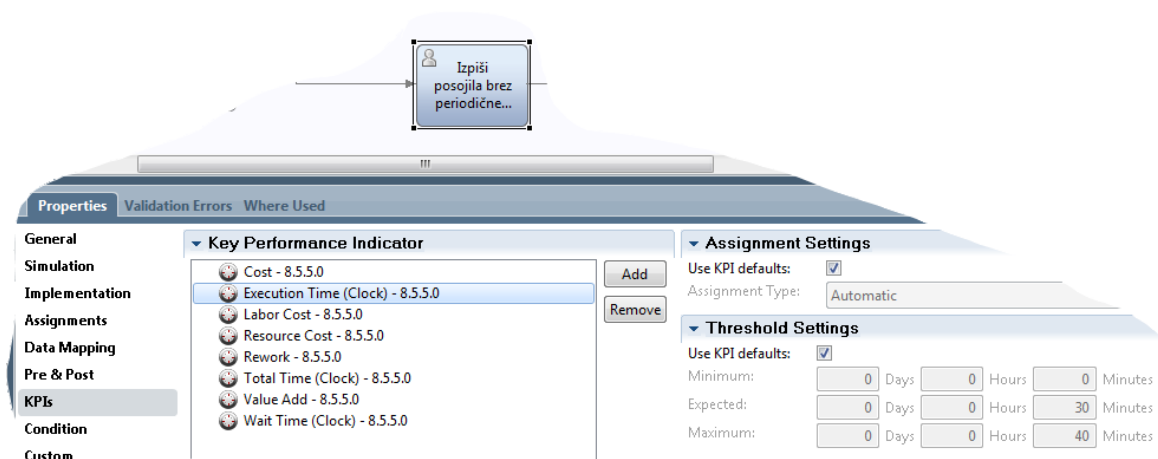 Izpiši
posojila brez
periodične...
Properties Validation Errors Where Used
General
Simulation
Implementation
Assignments
Data Mapping
Pre & Post
KPIs
Condition
Custom
Key Performance Indicator
Cost - 8.5.5.0
Execution Time (Clock) - 8.5.5.0
Labor Cost - 8.5.5.0
Resource Cost - 8.5.5.0
Rework - 8.5.5.0
Total Time (Clock) - 8.5.5.0
Value Add - 8.5.5.0
Wait Time (Clock) - 8.5.5.0
Add
Remove
Assignment Settings
Use KPI defaults:
Assignment Type: Automatic
Threshold Settings
Use KPI defaults:
Minimum: 0 Days 0 Hours 0 Minutes
Expected: 0 Days 0 Hours 30 Minutes
Maximum: 0 Days 0 Hours 40 Minutes